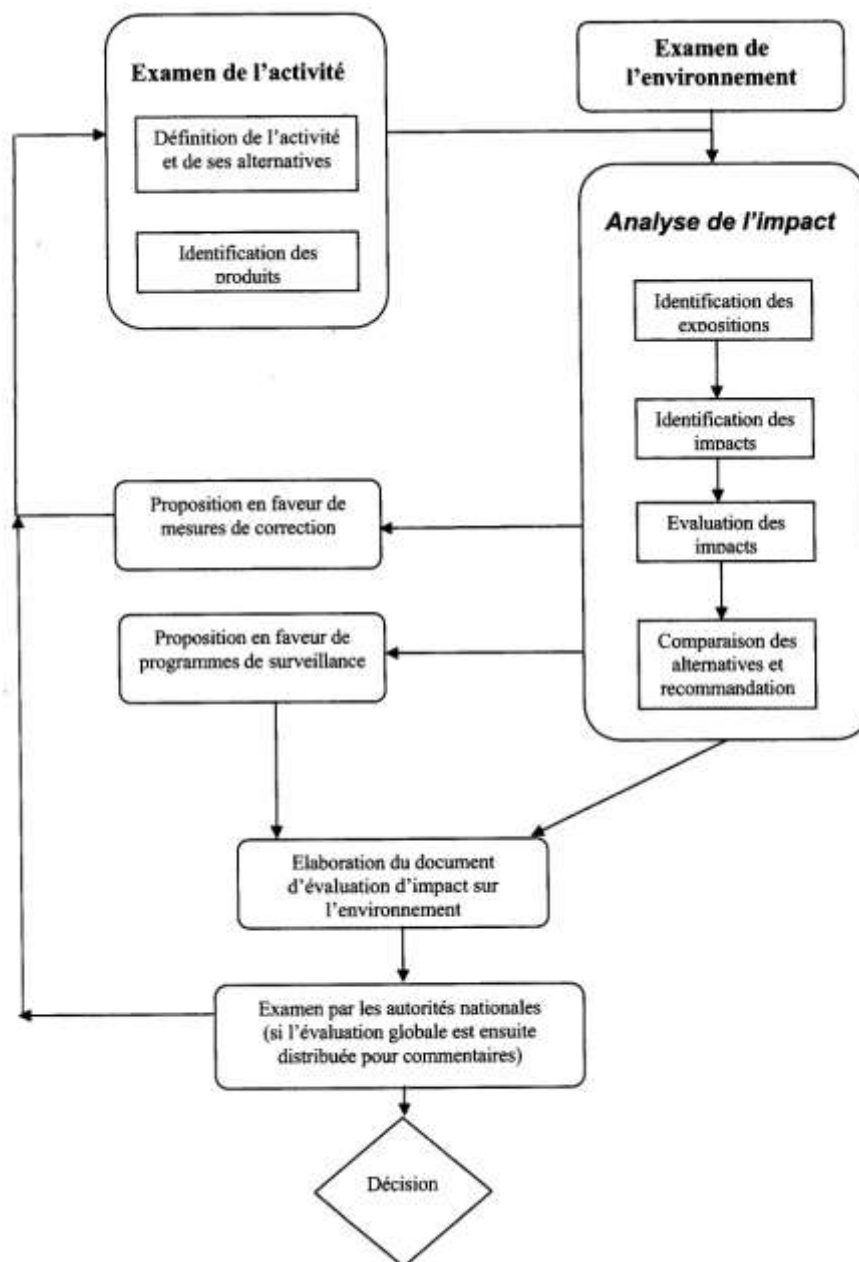 Examen de l'activité
Définition de l'activité
et de ses alternatives
Identification des
produits
Examen de
l'environnement
Analyse de l'impact
Identification des
expositions
Identification des
impacts
Evaluation des
impacts
Comparaison des
alternatives et
recommandation
Proposition en faveur de
mesures de correction
Proposition en faveur de
programmes de surveillance
Elaboration du document
d'évaluation d'impact sur
l'environnement
Examen par les autorités nationales
(si l'évaluation globale est ensuite
distribuée pour commentaires)
Décision